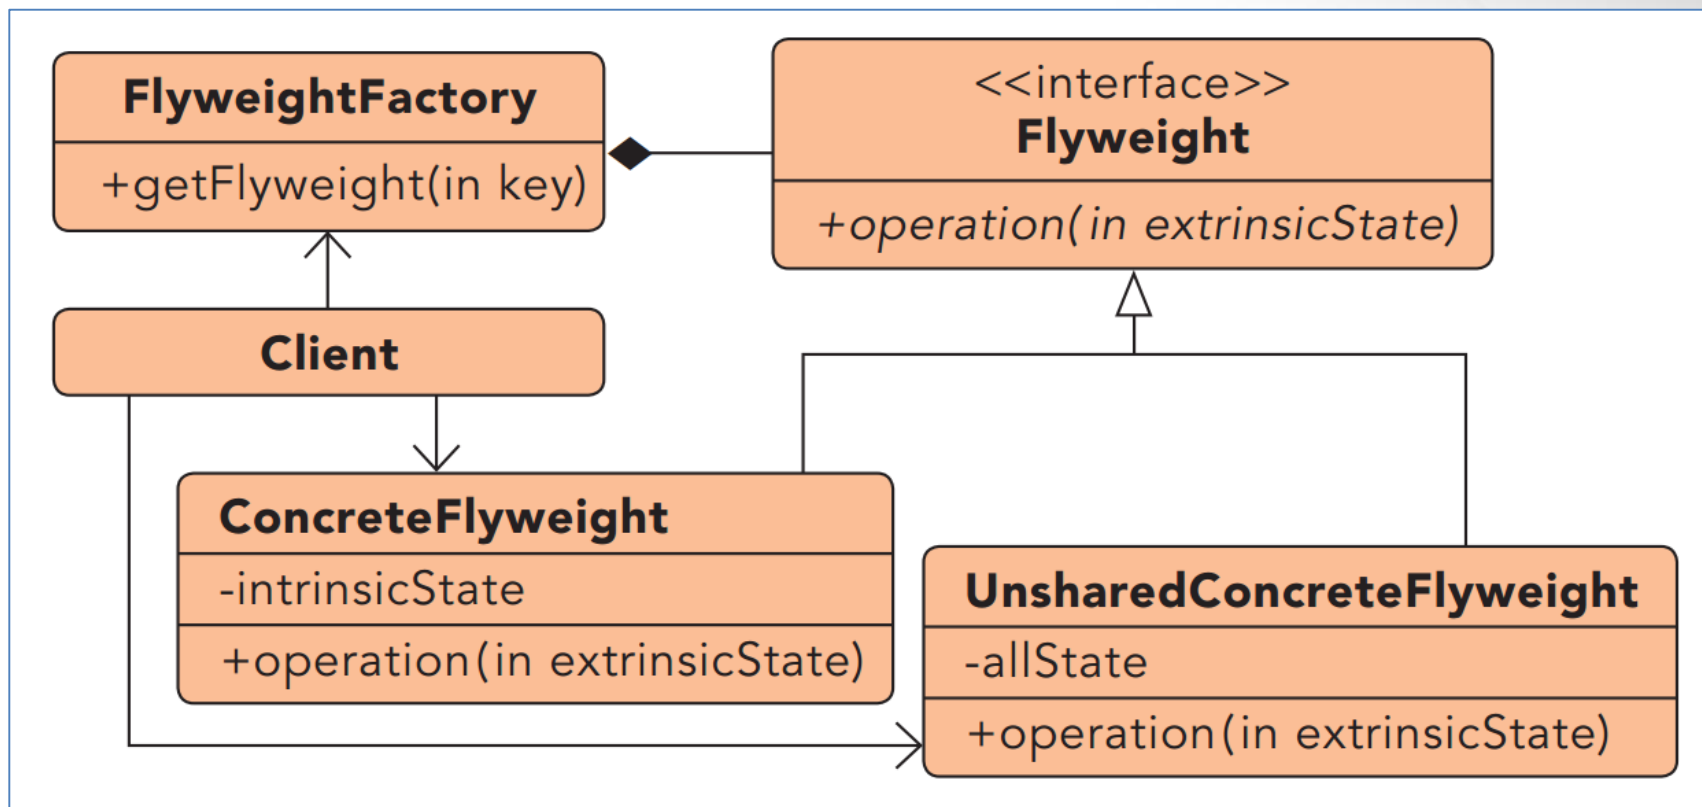 FlyweightFactory
+getFlyweight(in key)
<<interface>>
Flyweight
+operation(in extrinsicState)
Client
ConcreteFlyweight
-intrinsicState
+operation(in extrinsicState)
UnsharedConcreteFlyweight
-allState
+operation(in extrinsicState)